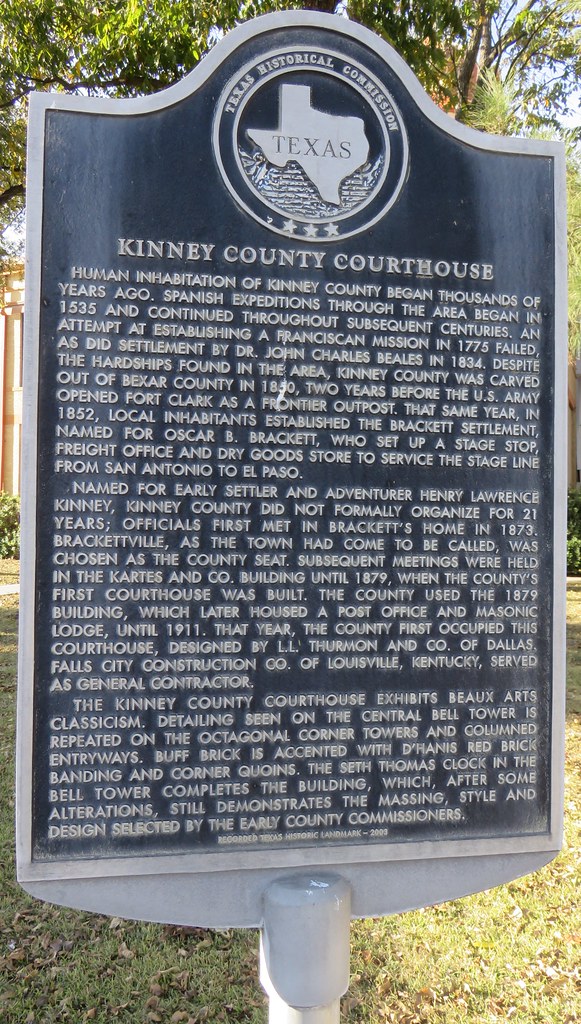 TEXAS HISTORICAL COMMISSION
TEXAS
KINNEY COUNTY COURTHOUSE
HUMAN INHABITATION OF KINNEY COUNTY BEGAN THOUSANDS OF
YEARS AGO. SPANISH EXPEDITIONS THROUGH THE AREA BEGAN IN
1535 AND CONTINUED THROUGHOUT SUBSEQUENT CENTURIES. AN
ATTEMPT AT ESTABLISHING A FRANCISCAN MISSION IN 1775 FAILED,
AS DID SETTLEMENT BY DR. JOHN CHARLES BEALES IN 1834. DESPITE
THE HARDSHIPS FOUND IN THE AREA, KINNEY COUNTY WAS CARVED
OUT OF BEXAR COUNTY IN 1850, TWO YEARS BEFORE THE U.S. ARMY
OPENED FORT CLARK AS A FRONTIER OUTPOST. THAT SAME YEAR, IN
1852, LOCAL INHABITANTS ESTABLISHED THE BRACKETT SETTLEMENT,
NAMED FOR OSCAR B. BRACKETT, WHO SET UP A STAGE STOP,
FREIGHT OFFICE AND DRY GOODS STORE TO SERVICE THE STAGE LINE
FROM SAN ANTONIO TO EL PASO.
NAMED FOR EARLY SETTLER AND ADVENTURER HENRY LAWRENCE
KINNEY, KINNEY COUNTY DID NOT FORMALLY ORGANIZE FOR 21
YEARS; OFFICIALS FIRST MET IN BRACKETT'S HOME IN 1873.
BRACKETTVILLE, AS THE TOWN HAD COME TO BE CALLED, WAS
CHOSEN AS THE COUNTY SEAT. SUBSEQUENT MEETINGS WERE HELD
IN THE KARTES AND CO. BUILDING UNTIL 1879, WHEN THE COUNTY'S
FIRST COURTHOUSE WAS BUILT. THE COUNTY USED THE 1879
BUILDING, WHICH LATER HOUSED A POST OFFICE AND MASONIC
LODGE, UNTIL 1911. THAT YEAR, THE COUNTY FIRST OCCUPIED THIS
COURTHOUSE, DESIGNED BY L.L. THURMON AND CO. OF DALLAS.
FALLS CITY CONSTRUCTION CO. OF LOUISVILLE, KENTUCKY, SERVED
AS GENERAL CONTRACTOR.
THE KINNEY COUNTY COURTHOUSE EXHIBITS BEAUX ARTS
CLASSICISM. DETAILING SEEN ON THE CENTRAL BELL TOWER IS
REPEATED ON THE OCTAGONAL CORNER TOWERS AND COLUMNED
ENTRYWAYS. BUFF BRICK IS ACCENTED WITH D'HANIS RED BRICK
BANDING AND CORNER QUOINS. THE SETH THOMAS CLOCK IN THE
BELL TOWER COMPLETES THE BUILDING, WHICH, AFTER SOME
ALTERATIONS, STILL DEMONSTRATES THE MASSING, STYLE AND
DESIGN SELECTED BY THE EARLY COUNTY COMMISSIONERS.
RECORDED TEXAS HISTORIC LANDMARK – 2003